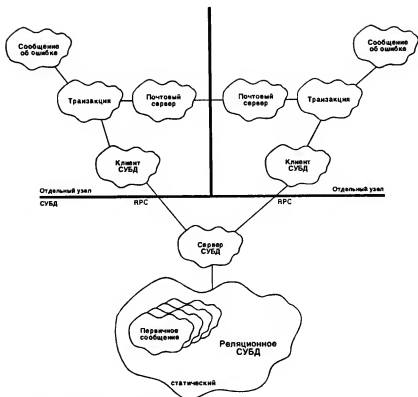 Сообщение
об ошибке
Сообщение
об ошибке
Транзакция
Почтовый
сервер
Почтовый
сервер
Транзакция
Клиент
СУБД
Клиент
СУБД
Отдельный узел
Отдельный узел
СУБД
RPC
RPC
Сервер
СУБД
Первичное
сообщение
Реляционное
СУБД
статический